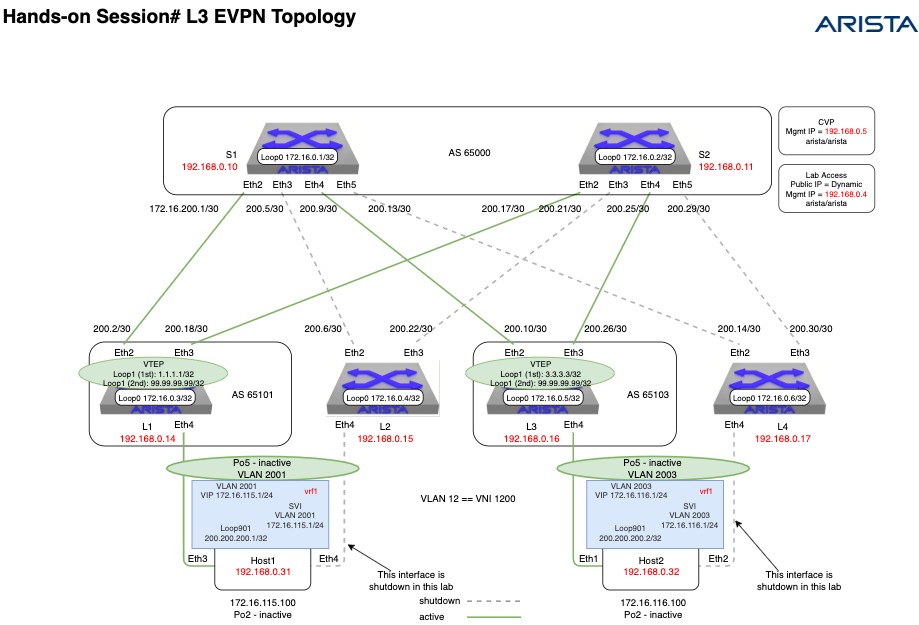 Hands-on Session# L3 EVPN Topology
ARISTA
CVP
Mgmt IP = 192.168.0.5
arista/arista
Lab Access
Public IP = Dynamic
Mgmt IP = 192.168.0.4
arista/arista
S1
192.168.0.10
Loop0 172.16.0.1/32
ARISTA
AS 65000
Loop0 172.16.0.2/32
ARISTA
S2
192.168.0.11
Eth2 Eth3 Eth4 Eth5
Eth2 Eth3 Eth4 Eth5
172.16.200.1/30 200.5/30 200.9/30 200.13/30
200.17/30 200.21/30 200.25/30 200.29/30
200.2/30 200.18/30
200.6/30 200.22/30
200.10/30 200.26/30
200.14/30 200.30/30
Eth2 Eth3
VTEP
Loop1 (1st): 1.1.1.1/32
Loop1 (2nd): 99.99.99.99/32
Loop0 172.16.0.3/32
ARISTA
AS 65101
L1
192.168.0.14
Eth4
Eth2 Eth3
Loop0 172.16.0.4/32
ARISTA
Eth4
L2
192.168.0.15
Eth2 Eth3
VTEP
Loop1 (1st): 3.3.3.3/32
Loop1 (2nd): 99.99.99.99/32
Loop0 172.16.0.5/32
ARISTA
AS 65103
L3
192.168.0.16
Eth4
Eth2 Eth3
Loop0 172.16.0.6/32
ARISTA
Eth4
L4
192.168.0.17
Po5 - inactive
VLAN 2001
VLAN 2001
VIP 172.16.115.1/24
vrf1
SVI
VLAN 2001
172.16.115.1/24
Loop901
200.200.200.1/32
Eth3
Eth4
Host1
192.168.0.31
172.16.115.100
Po2 - inactive
VLAN 12 == VNI 1200
This interface is
shutdown in this lab
Po5 - inactive
VLAN 2003
VLAN 2003
VIP 172.16.116.1/24
vrf1
SVI
VLAN 2003
172.16.116.1/24
Loop901
200.200.200.2/32
Eth1
Eth2
Host2
192.168.0.32
172.16.116.100
Po2 - inactive
This interface is
shutdown in this lab
shutdown
active